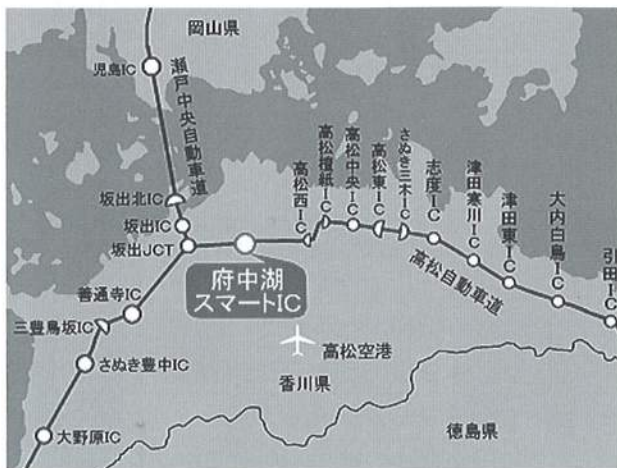 岡山県
児島IC
瀬戸中央自動車道
坂出北IC
坂出IC
坂出JCT
府中湖
スマートIC
高松西IC
高松檀紙IC
高松中央IC
高松東IC
さぬき三木IC
志度IC
津田寒川IC
津田東IC
大内白鳥IC
引田IC
高松自動車道
善通寺IC
三豊鳥坂IC
さぬき豊中IC
大野原IC
高松空港
香川県
徳島県